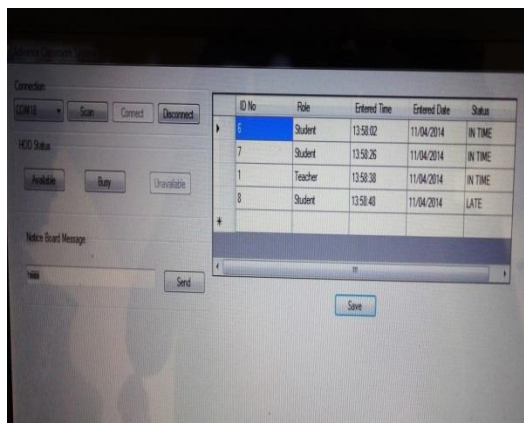 Advance Classroom System
Connection
COM18 Scan Connect Disconnect
HOD Status
Available Busy Unavailable
Notice Board Message
Send
ID No Role Entered Time Entered Date Status
6 Student 13:58:02 11/04/2014 IN TIME
7 Student 13:58:26 11/04/2014 IN TIME
1 Teacher 13:58:38 11/04/2014 IN TIME
8 Student 13:58:48 11/04/2014 LATE
Save